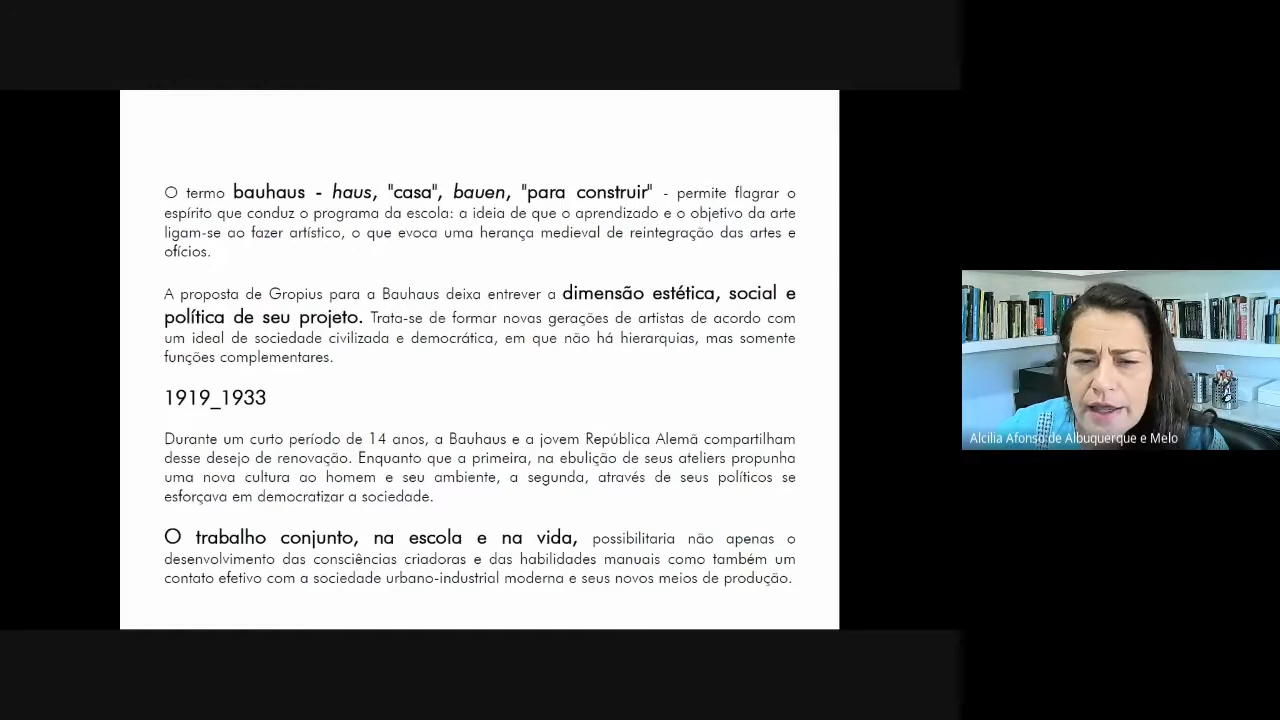 O termo bauhaus - haus, "casa", bauen, "para construir" - permite flagrar o
espírito que conduz o programa da escola: a ideia de que o aprendizado e o objetivo da arte
ligam-se ao fazer artístico, o que evoca uma herança medieval de reintegração das artes e
ofícios.
A proposta de Gropius para a Bauhaus deixa entrever a dimensão estética, social e
política de seu projeto. Trata-se de formar novas gerações de artistas de acordo com
um ideal de sociedade civilizada e democrática, em que não há hierarquias, mas somente
funções complementares.
1919_1933
Durante um curto período de 14 anos, a Bauhaus e a jovem República Alemã compartilham
desse desejo de renovação. Enquanto que a primeira, na ebulição de seus ateliers propunha
uma nova cultura ao homem e seu ambiente, a segunda, através de seus políticos se
esforçava em democratizar a sociedade.
O trabalho conjunto, na escola e na vida, possibilitaria não apenas o
desenvolvimento das consciências criadoras e das habilidades manuais como também um
contato efetivo com a sociedade urbano-industrial moderna e seus novos meios de produção.
Alcilia Afonso de Albuquerque e Melo